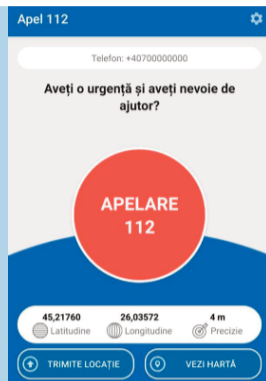 Apel 112
Telefon: +40700000000
Aveți o urgență și aveți nevoie de
ajutor?
APELARE
112
45,21760 26,03572 4 m
Latitudine Longitudine Precizie
TRIMITE LOCAȚIE VEZI HARTĂ